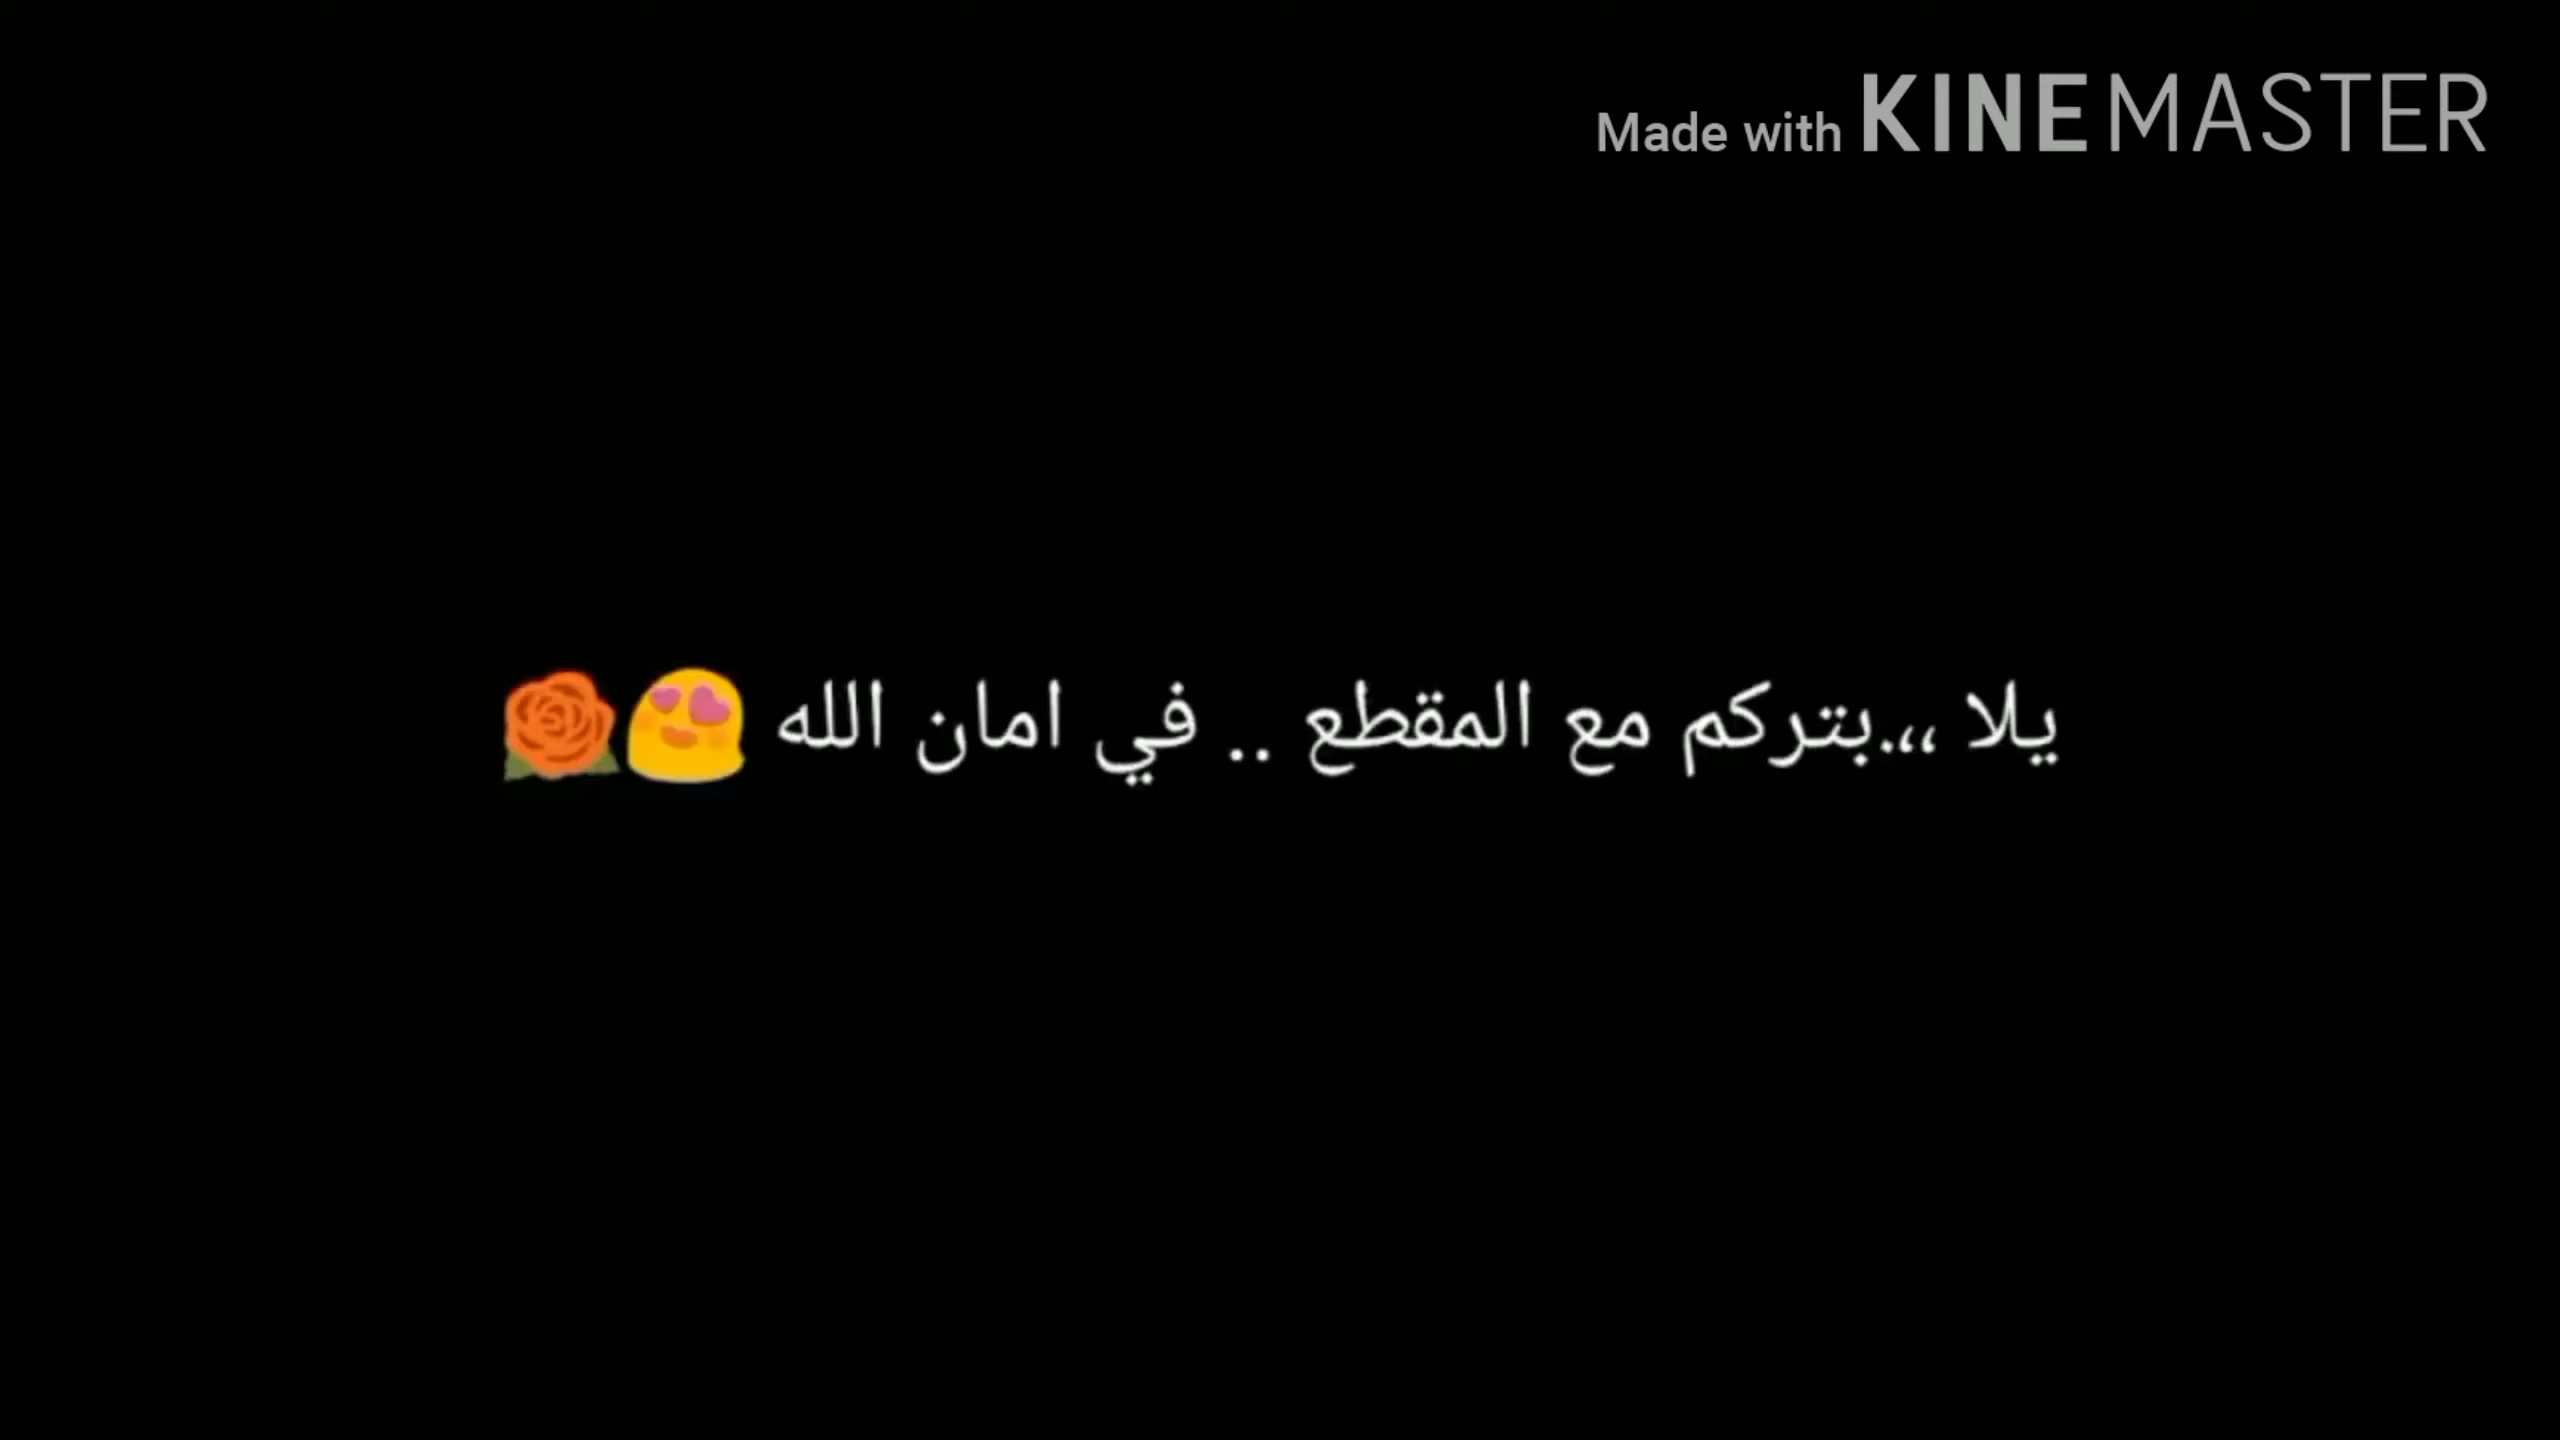 Made with KINEMASTER
يلا ،،.بتركم مع المقطع .. في امان الله 😍🌹